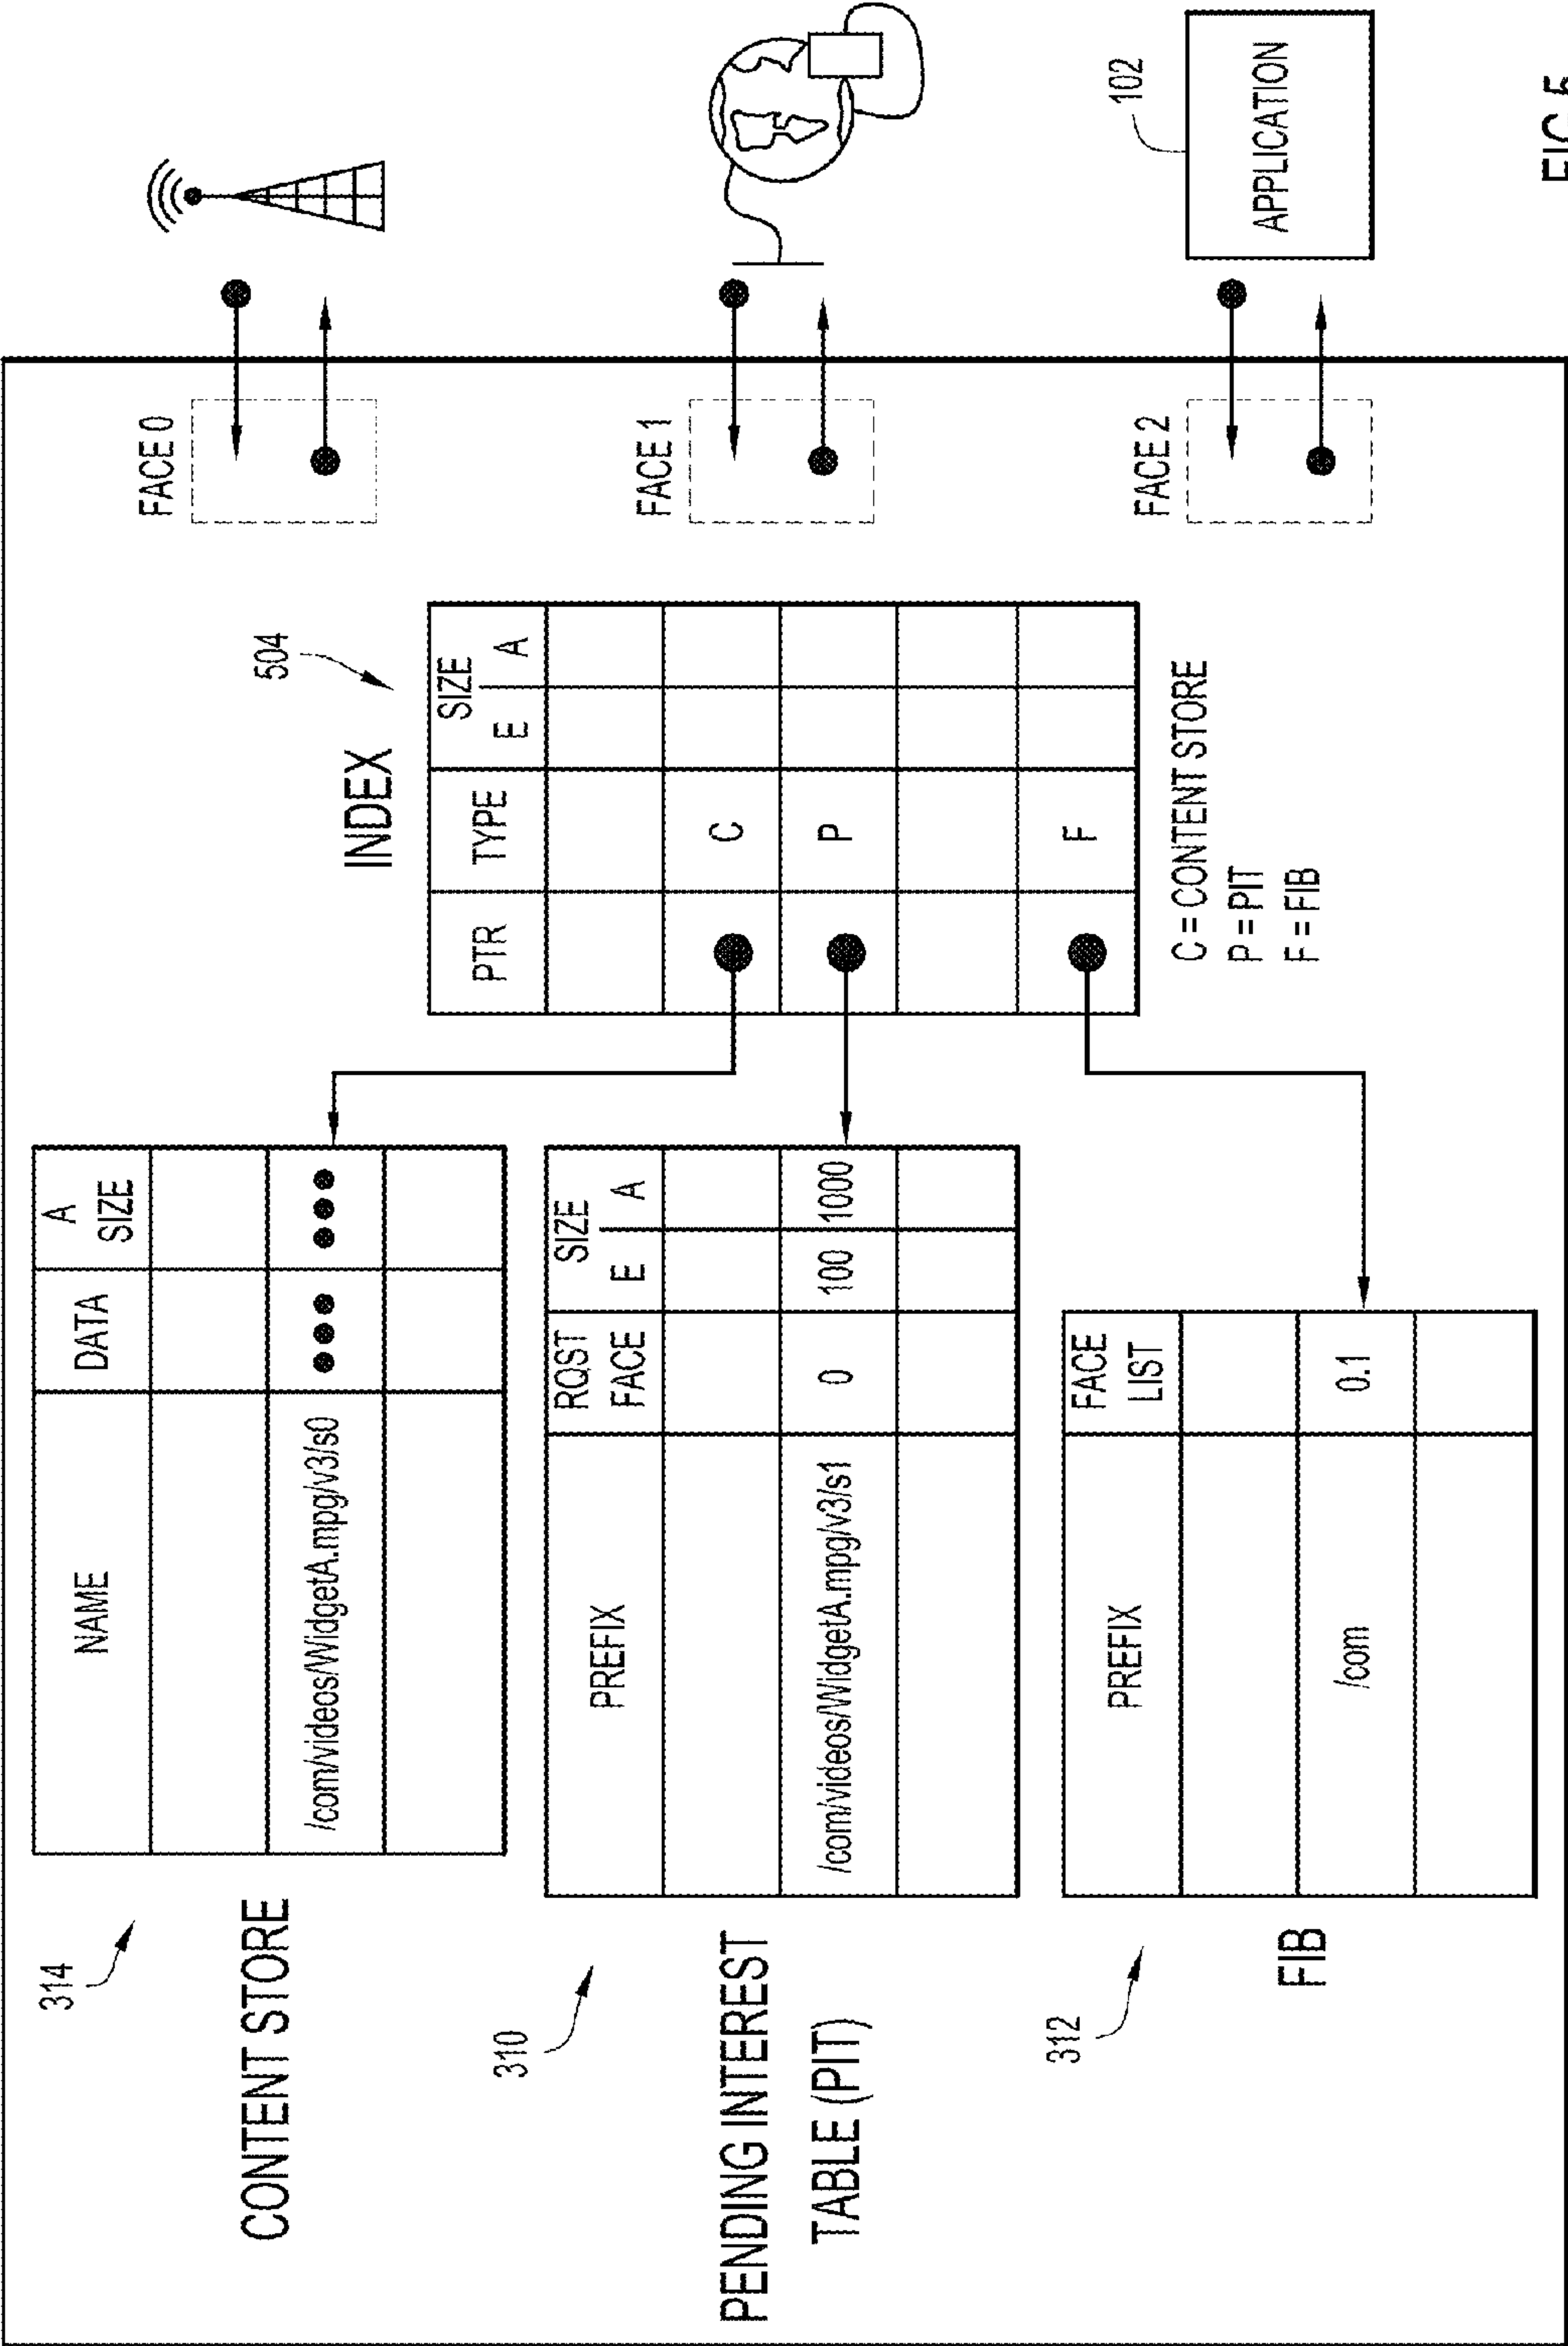 314
CONTENT STORE
NAME DATA A SIZE
/com/videos/WidgetA.mpg/v3/s0
310
PENDING INTEREST
TABLE (PIT)
PREFIX RQST FACE SIZE E A
/com/videos/WidgetA.mpg/v3/s1 0 100 1000
312
FIB
PREFIX FACE LIST
/com 0.1
INDEX
504
PTR TYPE SIZE E A
C
P
F
C = CONTENT STORE
P = PIT
F = FIB
FACE 0
FACE 1
FACE 2
102
APPLICATION